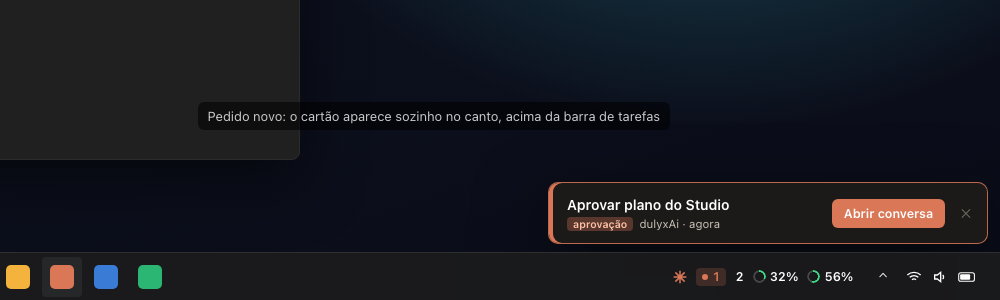 Pedido novo: o cartão aparece sozinho no canto, acima da barra de tarefas
Aprovar plano do Studio
aprovação dulyxAi · agora
Abrir conversa
1 2 32% 56%